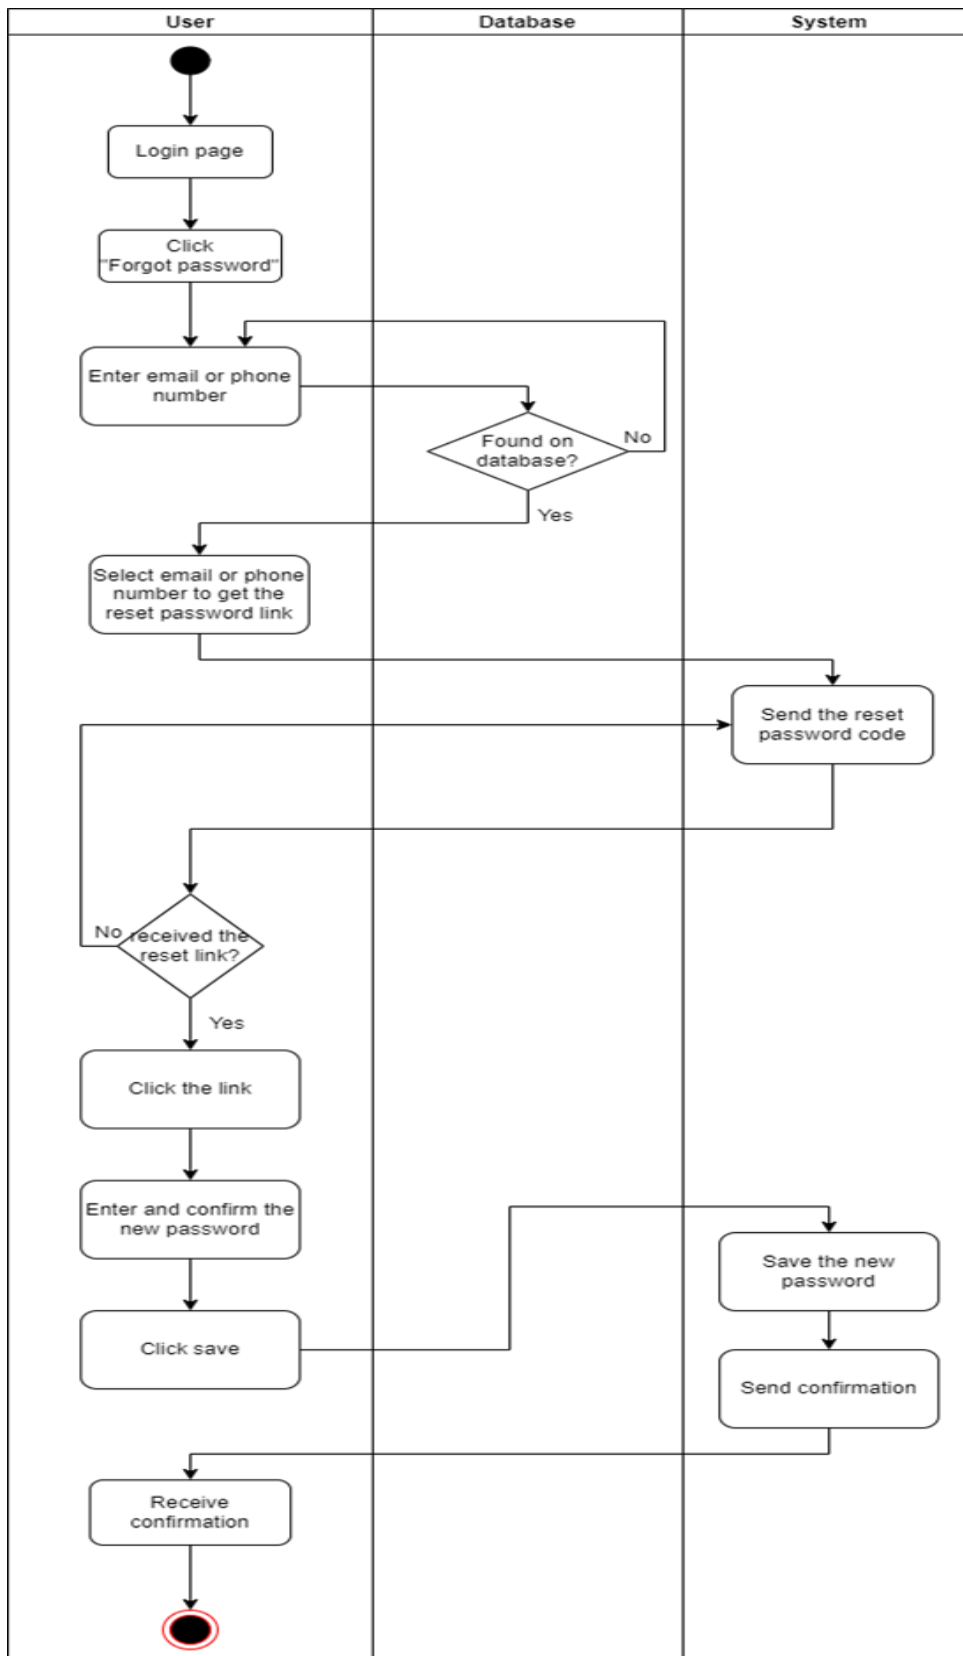 User
Database
System
Login page
Click
"Forgot password"
Enter email or phone
number
Found on
database?
No
Yes
Select email or phone
number to get the
reset password link
Send the reset
password code
No
received the
reset link?
Yes
Click the link
Enter and confirm the
new password
Save the new
password
Click save
Send confirmation
Receive
confirmation